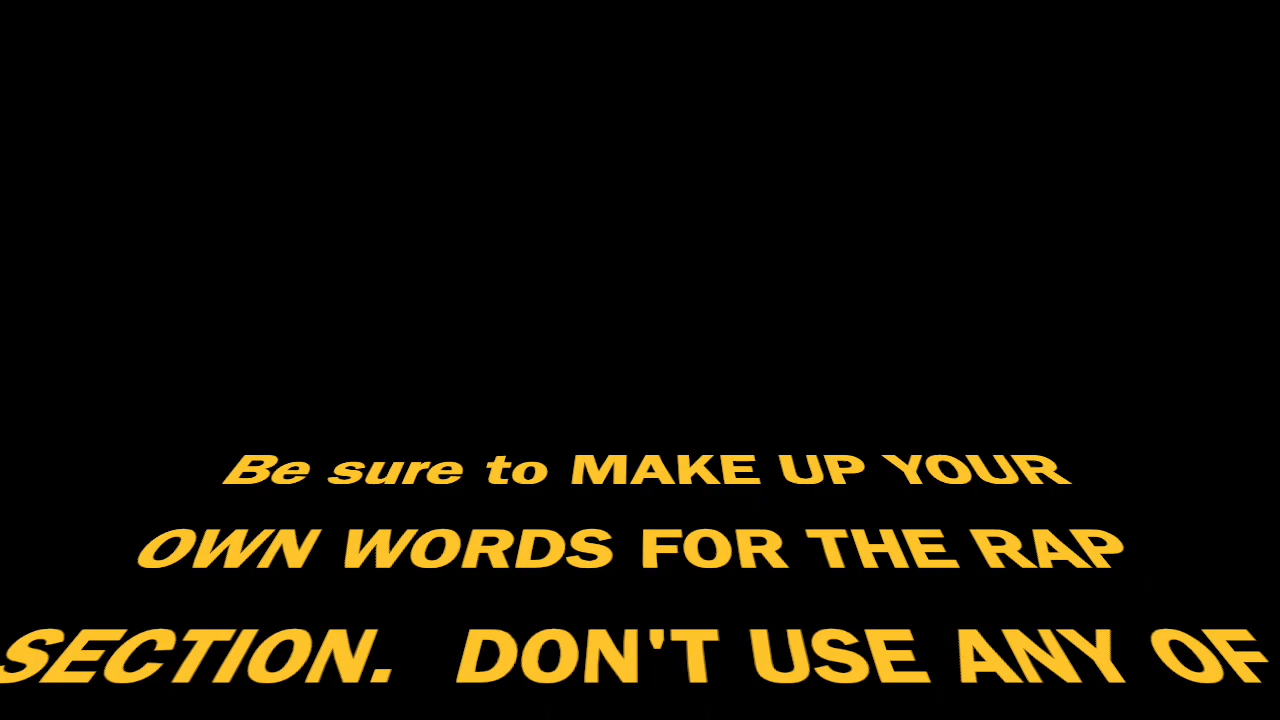 Be sure to MAKE UP YOUR
OWN WORDS FOR THE RAP
SECTION. DON'T USE ANY OF